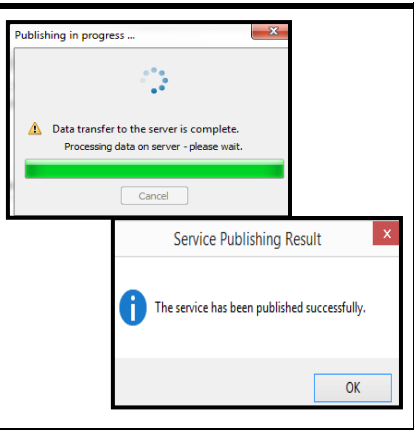 Publishing in progress ...
Data transfer to the server is complete.
Processing data on server - please wait.
Cancel
Service Publishing Result
The service has been published successfully.
OK